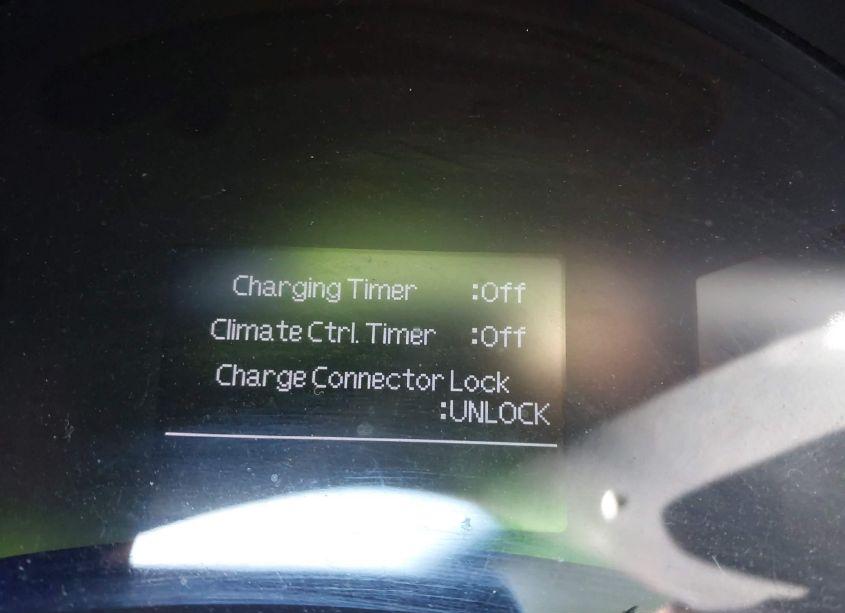 Charging Timer :Off
Climate Ctrl. Timer :Off
Charge Connector Lock
:UNLOCK